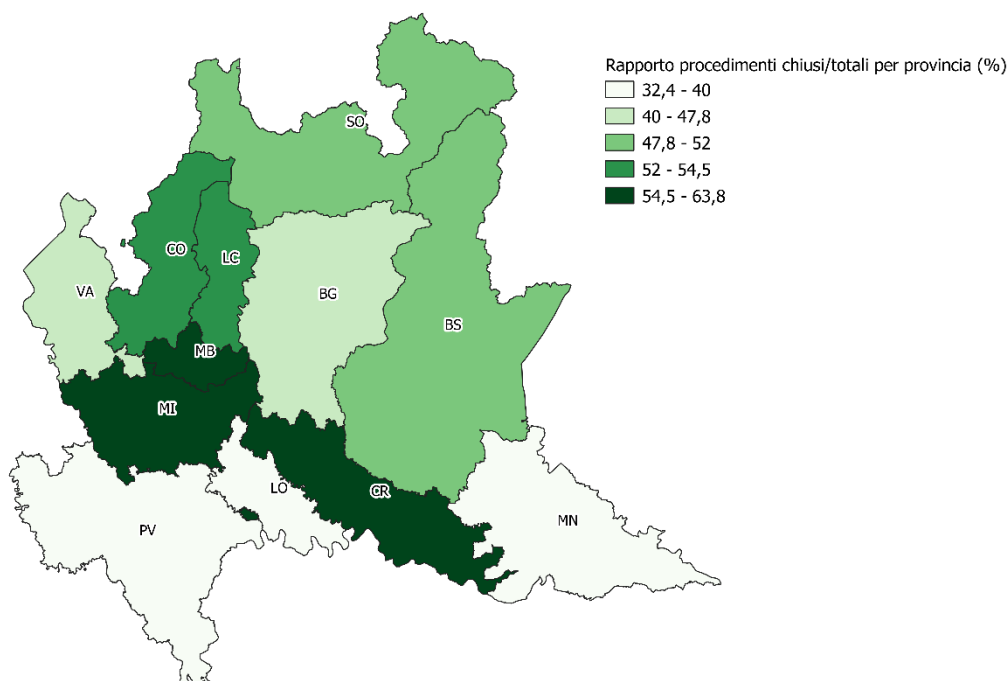 Rapporto procedimenti chiusi/totali per provincia (%)
32,4 - 40
40 - 47,8
47,8 - 52
52 - 54,5
54,5 - 63,8
SO
CO
LC
VA
BG
BS
MB
MI
LO
CR
MN
PV